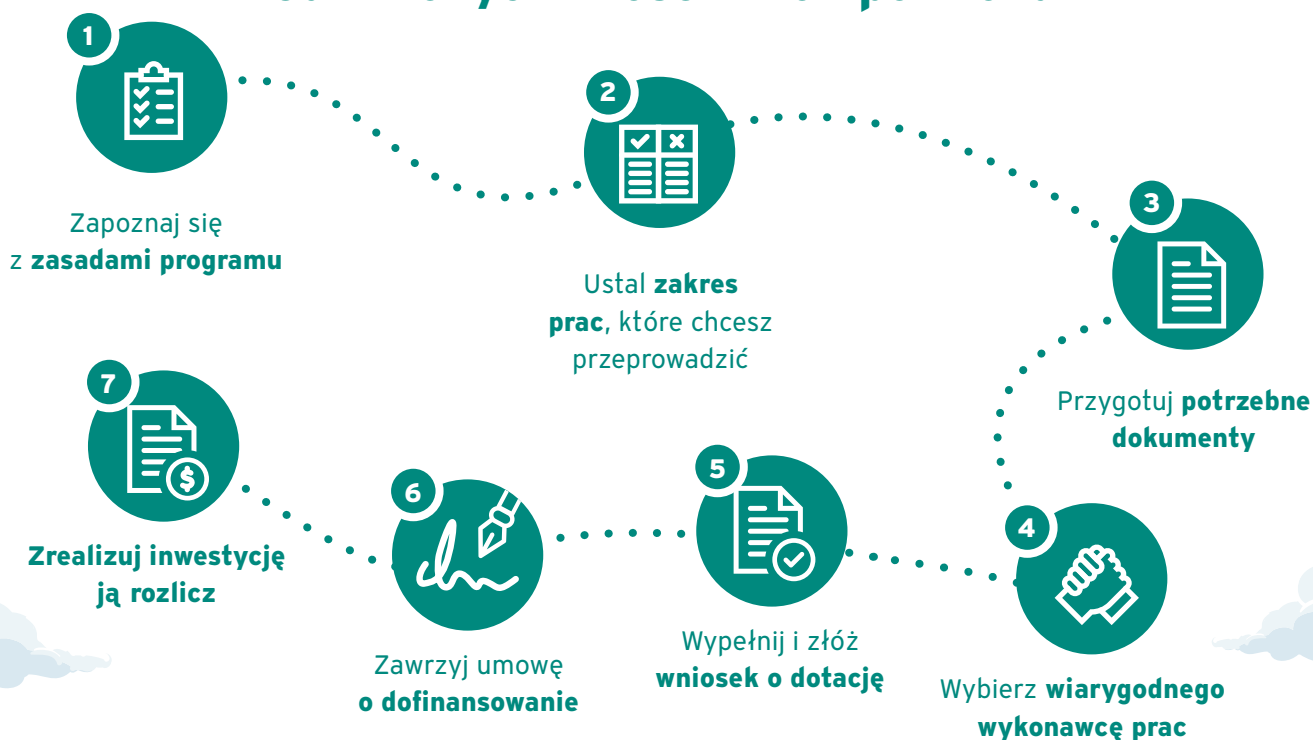 1
Zapoznaj się
z zasadami programu
2
Ustal zakres
prac, które chcesz
przeprowadzić
3
Przygotuj potrzebne
dokumenty
4
Wybierz wiarygodnego
wykonawcę prac
5
Wypełnij i złóż
wniosek o dotację
6
Zawrzyj umowę
o dofinansowanie
7
$
Zrealizuj inwestycję
ją rozlicz